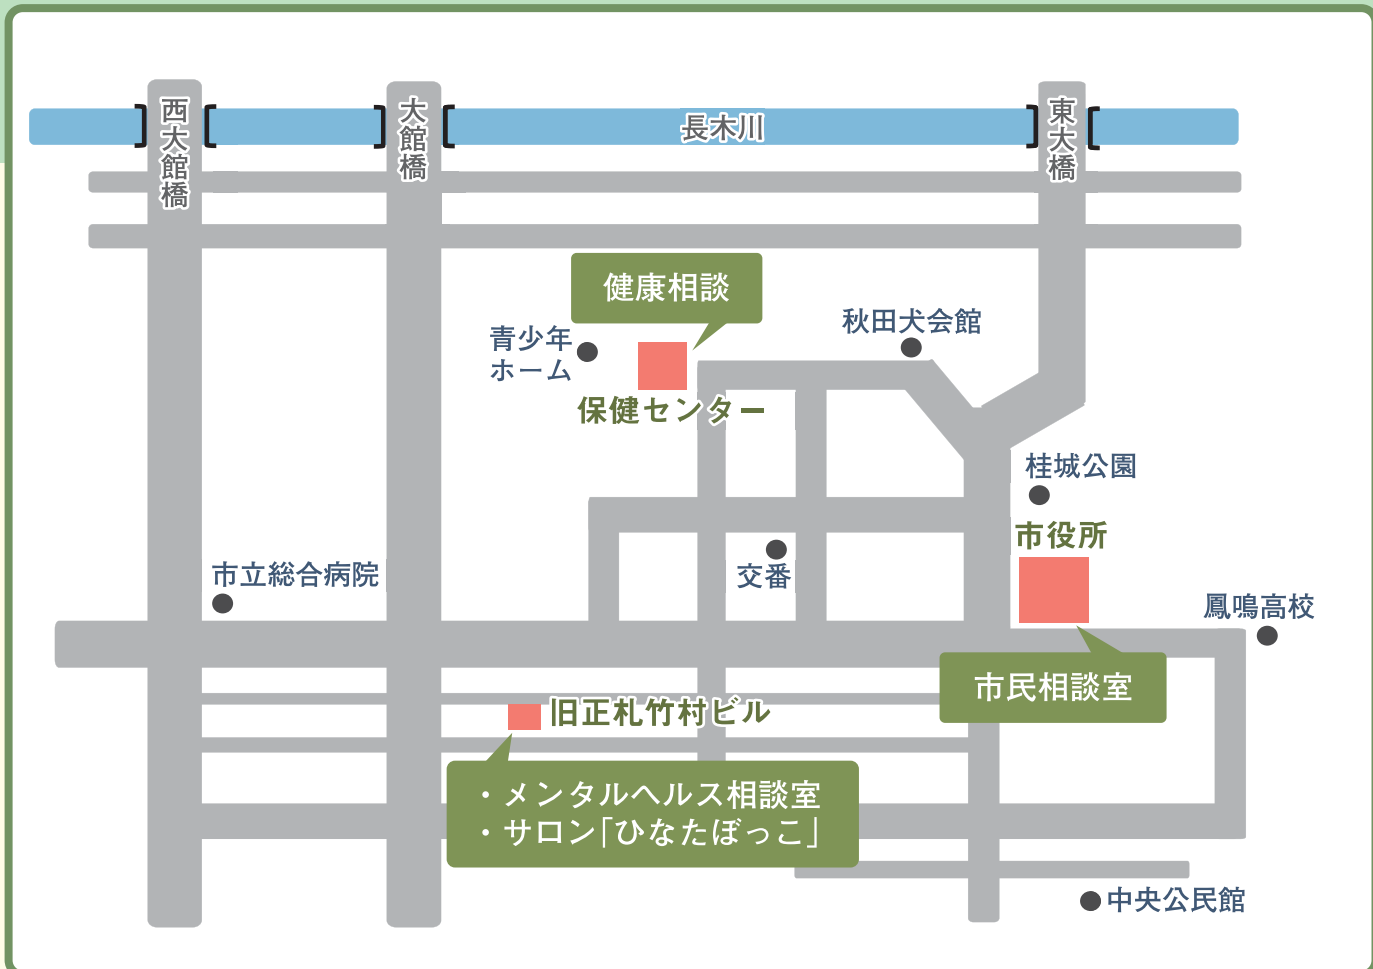 西大館橋
大館橋
長木川
東大橋
健康相談
青少年
ホーム
秋田犬会館
保健センター
桂城公園
市役所
交番
市立総合病院
鳳鳴高校
市民相談室
旧正札竹村ビル
・メンタルヘルス相談室
・サロン「ひなたぼっこ」
中央公民館